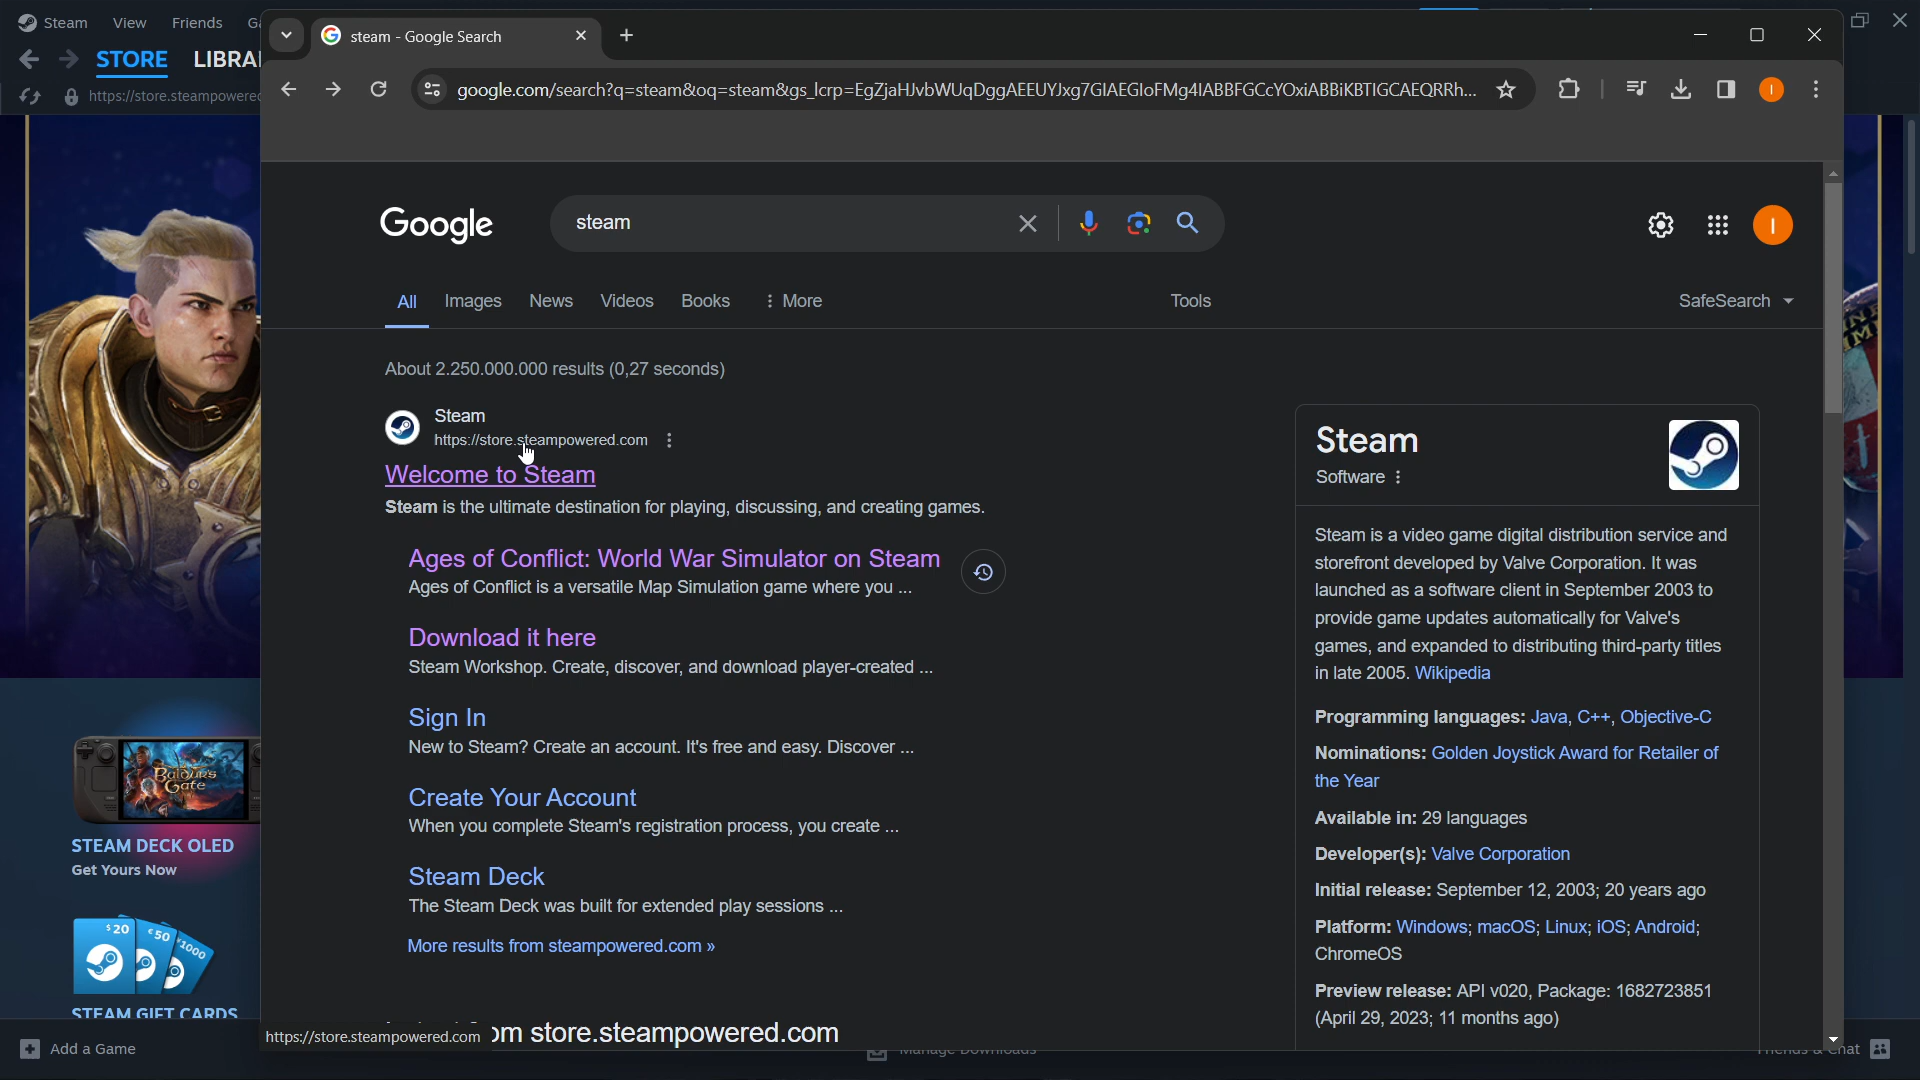 Steam View Friends
steam - Google Search
STORE
https://store.steampowered
google.com/search?q=steam&oq=steam&gs_lcrp=EgZjaHJvbWUqDggAEEUYJxg7GIAEGIoFMg4IABBFGCcYOxiABBiKBTIGCAEQRRh...
Google
steam
All Images News Videos Books More Tools SafeSearch
About 2.250.000.000 results (0,27 seconds)
Steam
https://store.steampowered.com
Welcome to Steam
Steam is the ultimate destination for playing, discussing, and creating games.
Ages of Conflict: World War Simulator on Steam
Ages of Conflict is a versatile Map Simulation game where you ...
Download it here
Steam Workshop. Create, discover, and download player-created ...
Sign In
New to Steam? Create an account. It's free and easy. Discover ...
Create Your Account
When you complete Steam's registration process, you create ...
Steam Deck
The Steam Deck was built for extended play sessions ...
More results from steampowered.com »
store.steampowered.com
https://store.steampowered.com
Steam
Software
Steam is a video game digital distribution service and
storefront developed by Valve Corporation. It was
launched as a software client in September 2003 to
provide game updates automatically for Valve's
games, and expanded to distributing third-party titles
in late 2005. Wikipedia
Programming languages: Java, C++, Objective-C
Nominations: Golden Joystick Award for Retailer of
the Year
Available in: 29 languages
Developer(s): Valve Corporation
Initial release: September 12, 2003; 20 years ago
Platform: Windows; macOS; Linux; iOS; Android;
ChromeOS
Preview release: API v020, Package: 1682723851
(April 29, 2023; 11 months ago)
BALDUR'S
GATE
STEAM DECK OLED
Get Yours Now
$20 €50 ¥1000
STEAM GIFT CARDS
Add a Game
Manage Downloads
Friends & Chat